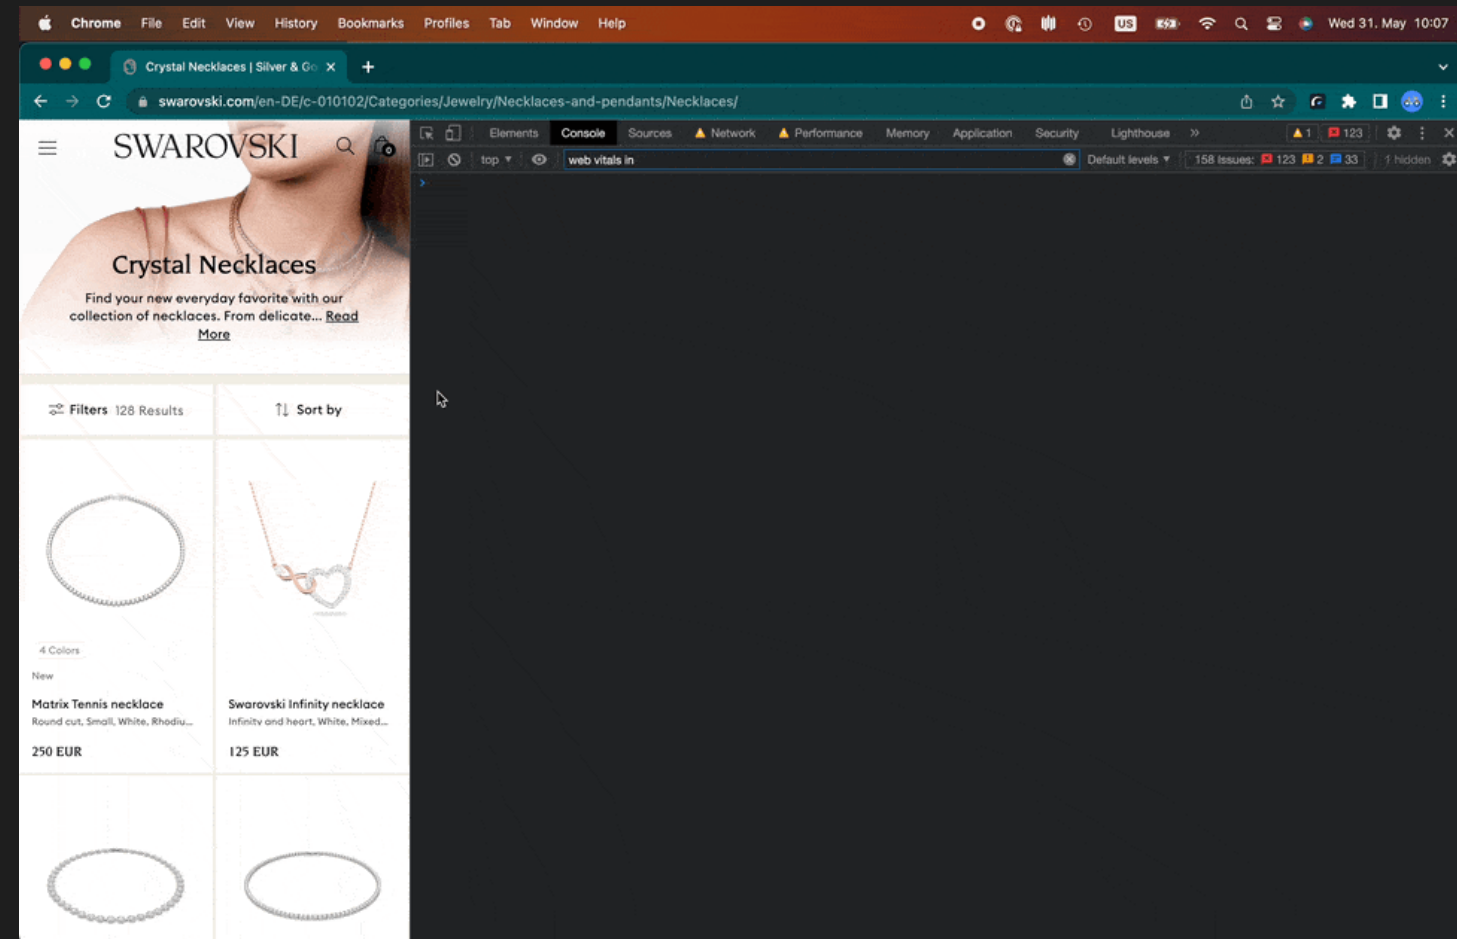 Chrome File Edit View History Bookmarks Profiles Tab Window Help US Wed 31. May 10:07
Crystal Necklaces | Silver & Go
swarovski.com/en-DE/c-010102/Categories/Jewelry/Necklaces-and-pendants/Necklaces/
Elements Console Sources Network Performance Memory Application Security Lighthouse » 1 123
top web vitals in Default levels 158 Issues: 123 2 33 1 hidden
SWAROVSKI 0
Crystal Necklaces
Find your new everyday favorite with our
collection of necklaces. From delicate... Read
More
Filters 128 Results Sort by
4 Colors
New
Matrix Tennis necklace
Round cut, Small, White, Rhodiu...
250 EUR
Swarovski Infinity necklace
Infinity and heart, White, Mixed...
125 EUR